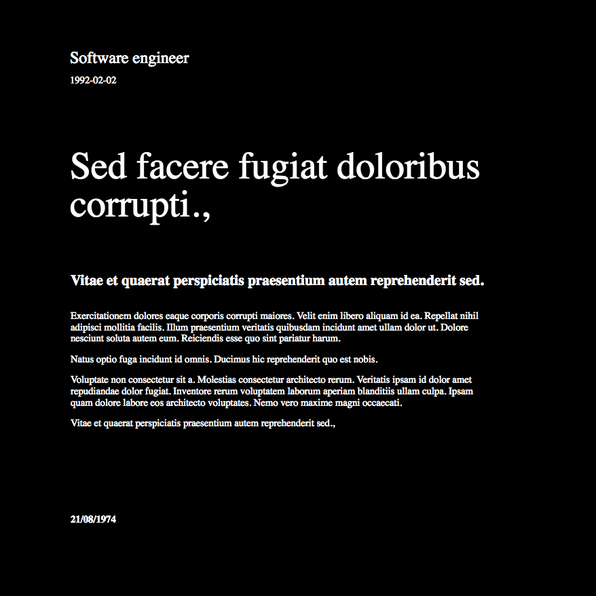 Software engineer
1992-02-02
Sed facere fugiat doloribus
corrupti.,
Vitae et quaerat perspiciatis praesentium autem reprehenderit sed.
Exercitationem dolores eaque corporis corrupti maiores. Velit enim libero aliquam id ea. Repellat nihil
adipisci mollitia facilis. Illum praesentium veritatis quibusdam incidunt amet ullam dolor ut. Dolore
nesciunt soluta autem eum. Reiciendis esse quo sint pariatur harum.
Natus optio fuga incidunt id omnis. Ducimus hic reprehenderit quo est nobis.
Voluptate non consectetur sit a. Molestias consectetur architecto rerum. Veritatis ipsam id dolor amet
repudiandae dolor fugiat. Inventore rerum voluptatem laborum aperiam blanditiis ullam culpa. Ipsam
quam dolore labore eos architecto voluptates. Nemo vero maxime magni occaecati.
Vitae et quaerat perspiciatis praesentium autem reprehenderit sed.,
21/08/1974